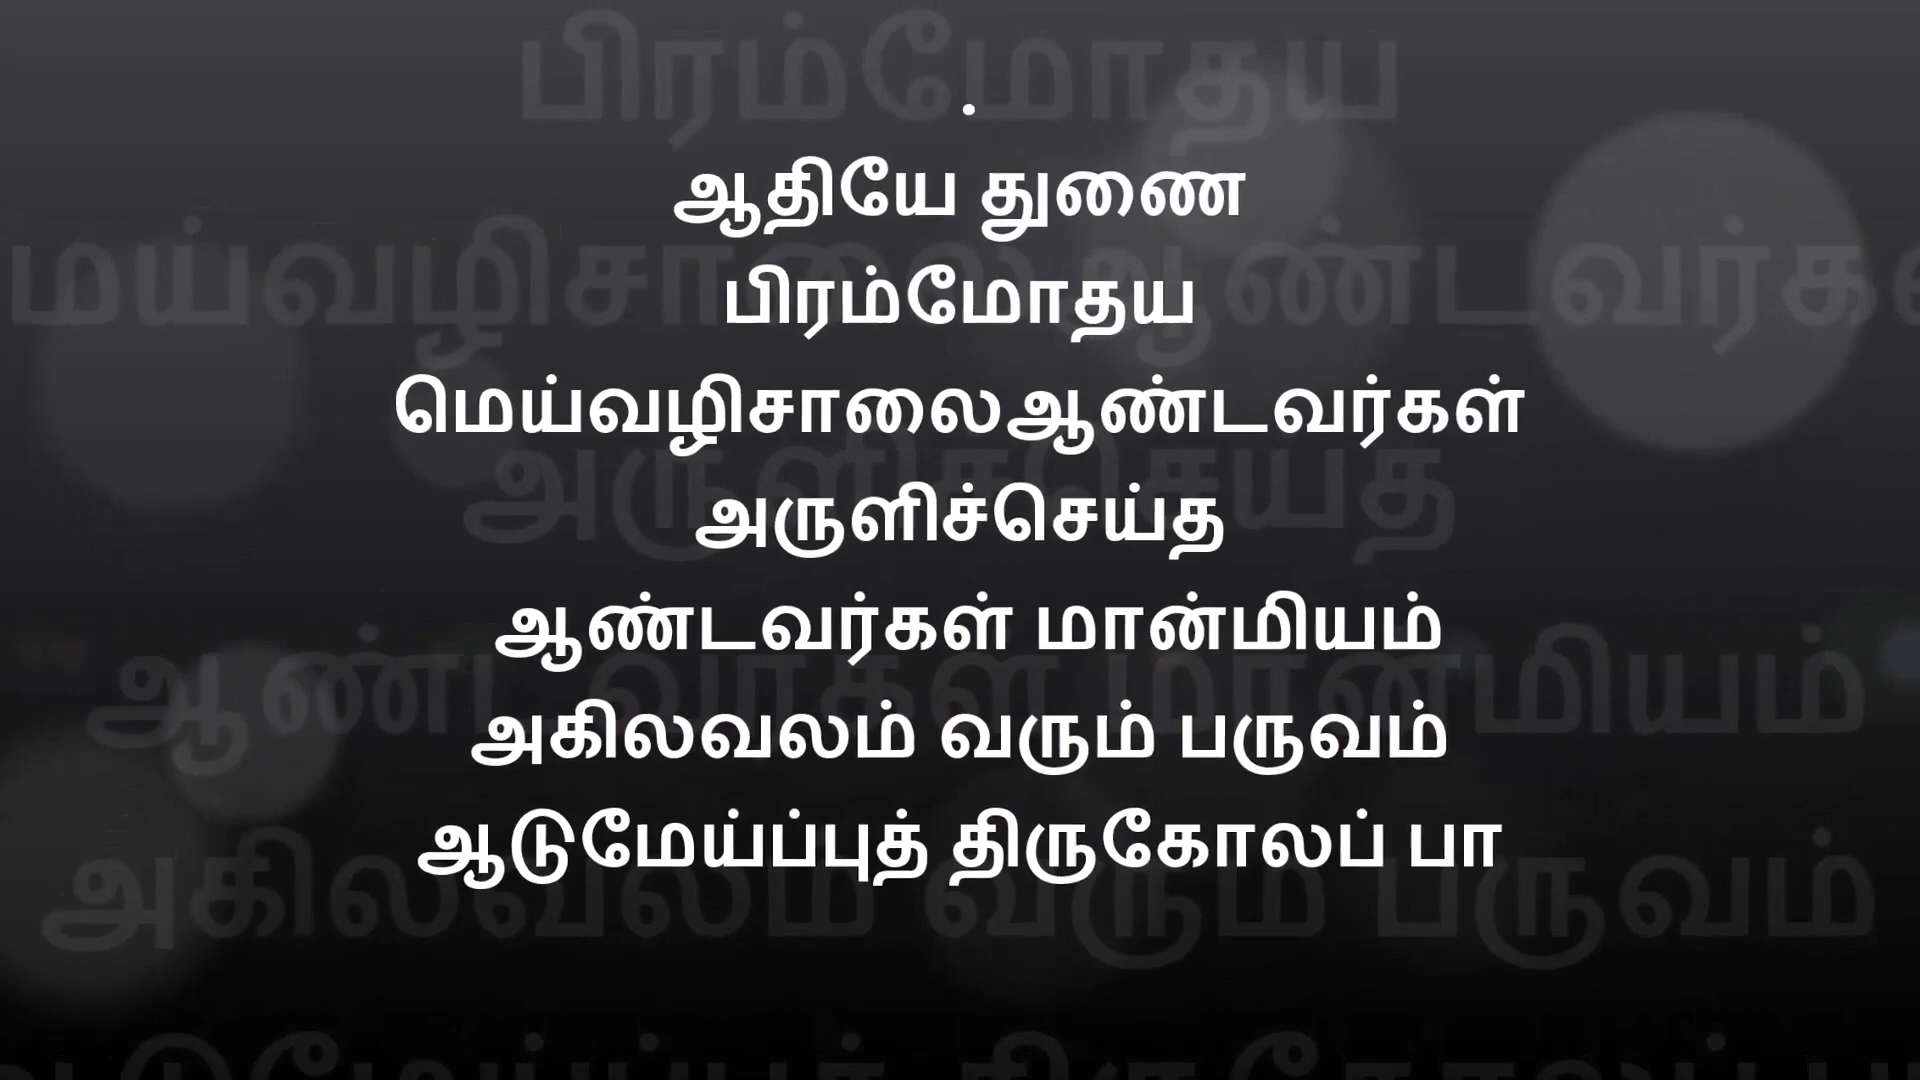 .
ஆதியே துணை
பிரம்மோதய
மெய்வழிசாலைஆண்டவர்கள்
அருளிச்செய்த
ஆண்டவர்கள் மான்மியம்
அகிலவலம் வரும் பருவம்
ஆடுமேய்ப்புத் திருகோலப் பா